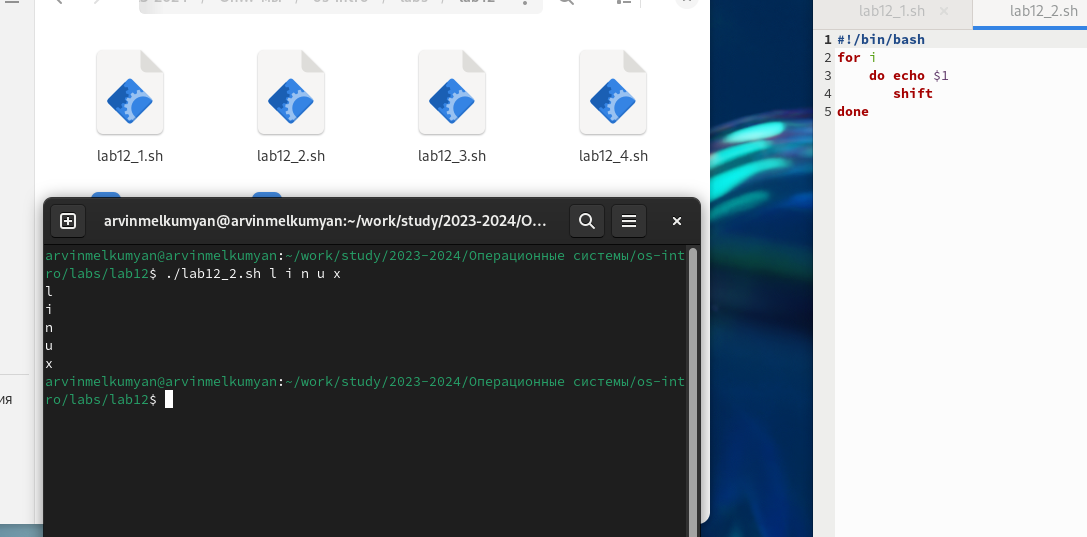 labs
lab12
lab12_1.sh
lab12_2.sh
lab12_3.sh
lab12_4.sh
ия
arvinmelkumyan@arvinmelkumyan:~/work/study/2023-2024/О...
arvinmelkumyan@arvinmelkumyan:~/work/study/2023-2024/Операционные системы/os-int
ro/labs/lab12$ ./lab12_2.sh l i n u x
l
i
n
u
x
arvinmelkumyan@arvinmelkumyan:~/work/study/2023-2024/Операционные системы/os-int
ro/labs/lab12$
lab12_1.sh × lab12_2.sh
1 #!/bin/bash
2 for i
3 do echo $1
4 shift
5 done